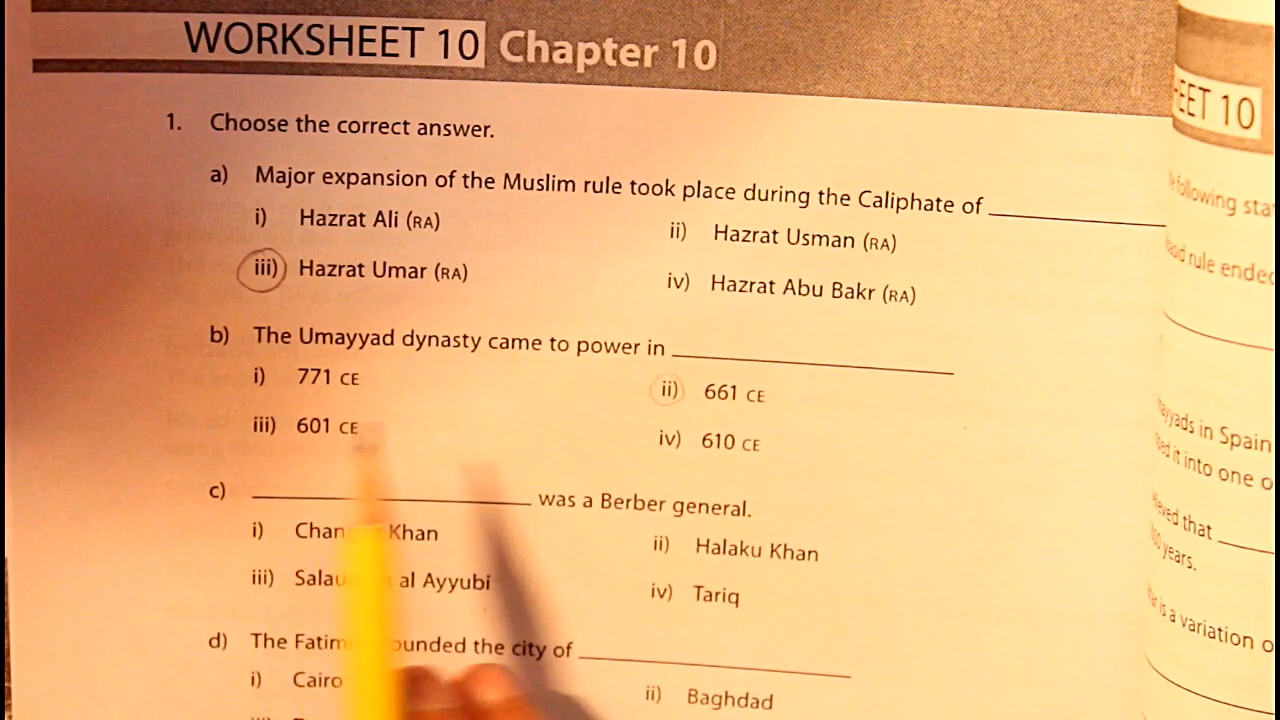 WORKSHEET 10 Chapter 10
1. Choose the correct answer.
a) Major expansion of the Muslim rule took place during the Caliphate of
i) Hazrat Ali (RA) ii) Hazrat Usman (RA)
iii) Hazrat Umar (RA) iv) Hazrat Abu Bakr (RA)
b) The Umayyad dynasty came to power in
i) 771 CE ii) 661 CE
iii) 601 CE iv) 610 CE
c) was a Berber general.
i) Khan ii) Halaku Khan
iii) al Ayyubi iv) Tariq
d) The the city of
i) Cairo ii) Baghdad
10
following
rule ended
in Spain
it into one
that
years.
is a variation